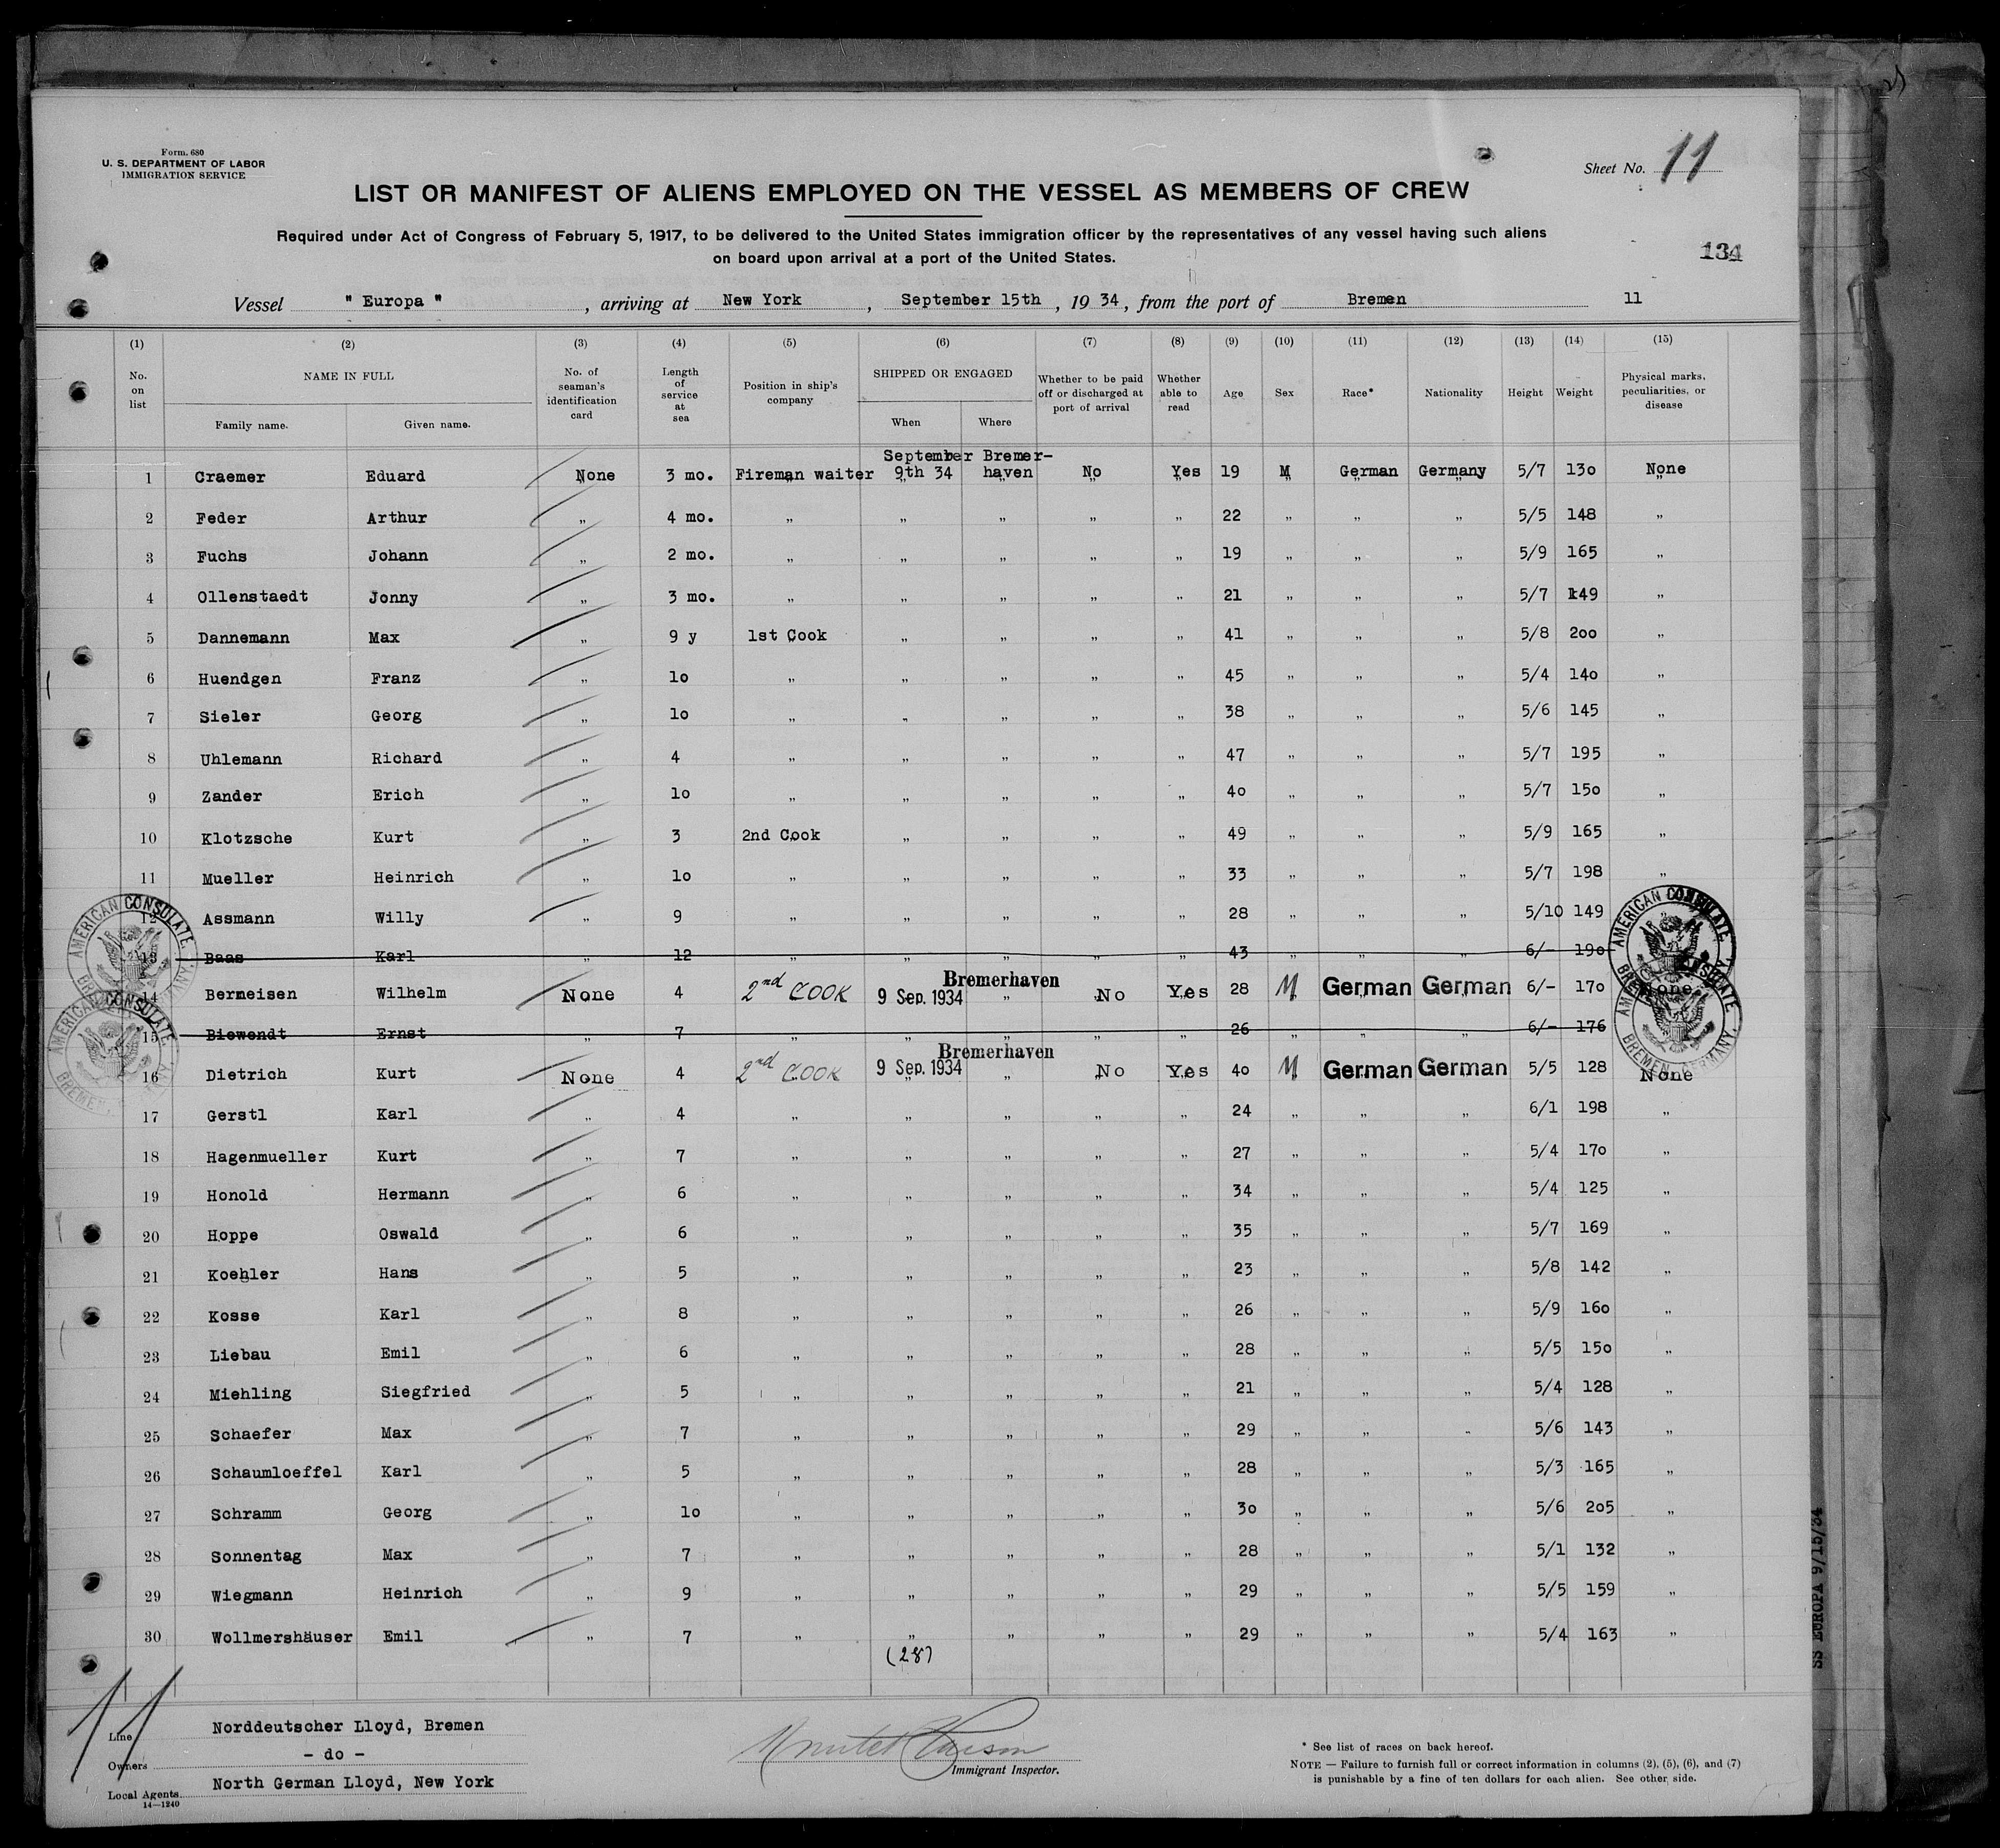 Form. 680
U. S. DEPARTMENT OF LABOR
IMMIGRATION SERVICE
Sheet No. 11
LIST OR MANIFEST OF ALIENS EMPLOYED ON THE VESSEL AS MEMBERS OF CREW
Required under Act of Congress of February 5, 1917, to be delivered to the United States immigration officer by the representatives of any vessel having such aliens
on board upon arrival at a port of the United States.
134
Vessel " Europa " , arriving at New York , September 15th , 19 34 , from the port of Bremen 11
(1) (2) (3) (4) (5) (6) (7) (8) (9) (10) (11) (12) (13) (14) (15)
No. on list NAME IN FULL Family name. Given name. No. of seaman's identification card Length of service at sea Position in ship's company SHIPPED OR ENGAGED When Where Whether to be paid off or discharged at port of arrival Whether able to read Age Sex Race* Nationality Height Weight Physical marks, peculiarities, or disease
1 Craemer Eduard None 3 mo. Fireman waiter September 9th 34 Bremer-haven No Yes 19 M German Germany 5/7 130 None
2 Feder Arthur „ 4 mo. „ „ „ „ „ 22 „ „ „ 5/5 148 „
3 Fuchs Johann „ 2 mo. „ „ „ „ „ 19 „ „ „ 5/9 165 „
4 Ollenstaedt Jonny „ 3 mo. „ „ „ „ „ 21 „ „ „ 5/7 149 „
5 Dannemann Max „ 9 y 1st Cook „ „ „ „ 41 „ „ „ 5/8 200 „
6 Huendgen Franz „ 10 „ „ „ „ „ 45 „ „ „ 5/4 140 „
7 Sieler Georg „ 10 „ „ „ „ „ 38 „ „ „ 5/6 145 „
8 Uhlemann Richard „ 4 „ „ „ „ „ 47 „ „ „ 5/7 195 „
9 Zander Erich „ 10 „ „ „ „ „ 40 „ „ „ 5/7 150 „
10 Klotzsche Kurt „ 3 2nd Cook „ „ „ „ 49 „ „ „ 5/9 165 „
11 Mueller Heinrich „ 10 „ „ „ „ „ 33 „ „ „ 5/7 198 „
12 Assmann Willy „ 9 „ „ „ „ „ 28 „ „ „ 5/10 149
13 Baas Karl „ 12 „ „ „ „ „ 43 „ „ „ 6/- 190
14 Bermeisen Wilhelm None 4 2nd COOK 9 Sep. 1934 Bremerhaven „ No Yes 28 M German German 6/- 170 None
15 Biewendt Ernst „ 7 „ „ „ „ „ 26 „ „ „ 6/- 176
16 Dietrich Kurt None 4 2nd COOK 9 Sep. 1934 Bremerhaven „ No Yes 40 M German German 5/5 128 None
17 Gerstl Karl „ 4 „ „ „ „ „ 24 „ „ „ 6/1 198 „
18 Hagenmueller Kurt „ 7 „ „ „ „ „ 27 „ „ „ 5/4 170 „
19 Honold Hermann „ 6 „ „ „ „ „ 34 „ „ „ 5/4 125 „
20 Hoppe Oswald „ 6 „ „ „ „ „ 35 „ „ „ 5/7 169 „
21 Koehler Hans „ 5 „ „ „ „ „ 23 „ „ „ 5/8 142 „
22 Kosse Karl „ 8 „ „ „ „ „ 26 „ „ „ 5/9 160 „
23 Liebau Emil „ 6 „ „ „ „ „ 28 „ „ „ 5/5 150 „
24 Miehling Siegfried „ 5 „ „ „ „ „ 21 „ „ „ 5/4 128 „
25 Schaefer Max „ 7 „ „ „ „ „ 29 „ „ „ 5/6 143 „
26 Schaumloeffel Karl „ 5 „ „ „ „ „ 28 „ „ „ 5/3 165 „
27 Schramm Georg „ 10 „ „ „ „ „ 30 „ „ „ 5/6 205 „
28 Sonnentag Max „ 7 „ „ „ „ „ 28 „ „ „ 5/1 132 „
29 Wiegmann Heinrich „ 9 „ „ „ „ „ 29 „ „ „ 5/5 159 „
30 Wollmershäuser Emil „ 7 „ „ „ „ „ 29 „ „ „ 5/4 163 „
(28)
AMERICAN CONSULATE, BREMEN, GERMANY
AMERICAN CONSULATE, BREMEN, GERMANY
AMERICAN CONSULATE, BREMEN, GERMANY
AMERICAN CONSULATE, BREMEN, GERMANY
11
Line Norddeutscher Lloyd, Bremen
Owners - do -
Local Agents North German Lloyd, New York
14—1240
Immigrant Inspector.
* See list of races on back hereof.
NOTE — Failure to furnish full or correct information in columns (2), (5), (6), and (7)
is punishable by a fine of ten dollars for each alien. See other side.
SS EUROPA 9/15/34